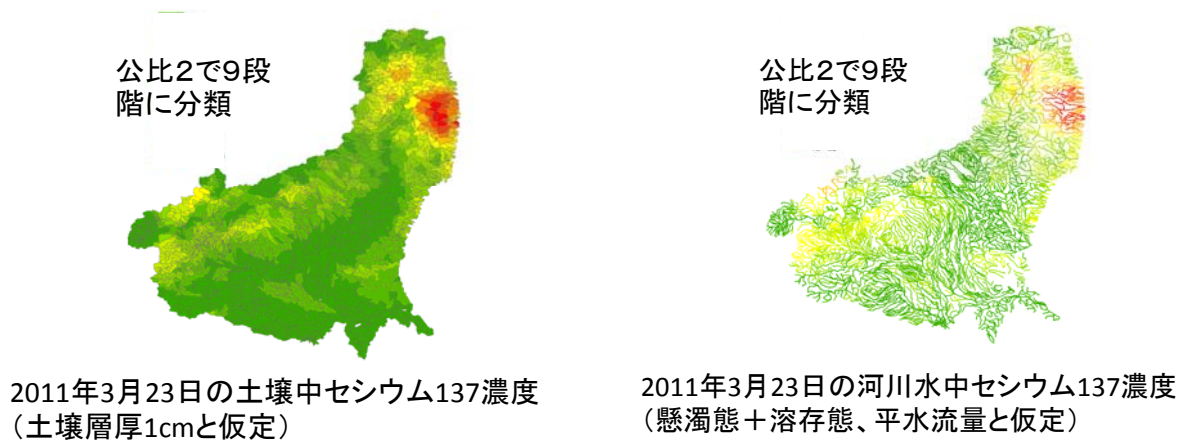 公比２で９段
階に分類
公比２で９段
階に分類
2011年3月23日の土壌中セシウム137濃度
（土壌層厚1cmと仮定）
2011年3月23日の河川水中セシウム137濃度
（懸濁態＋溶存態、平水流量と仮定）